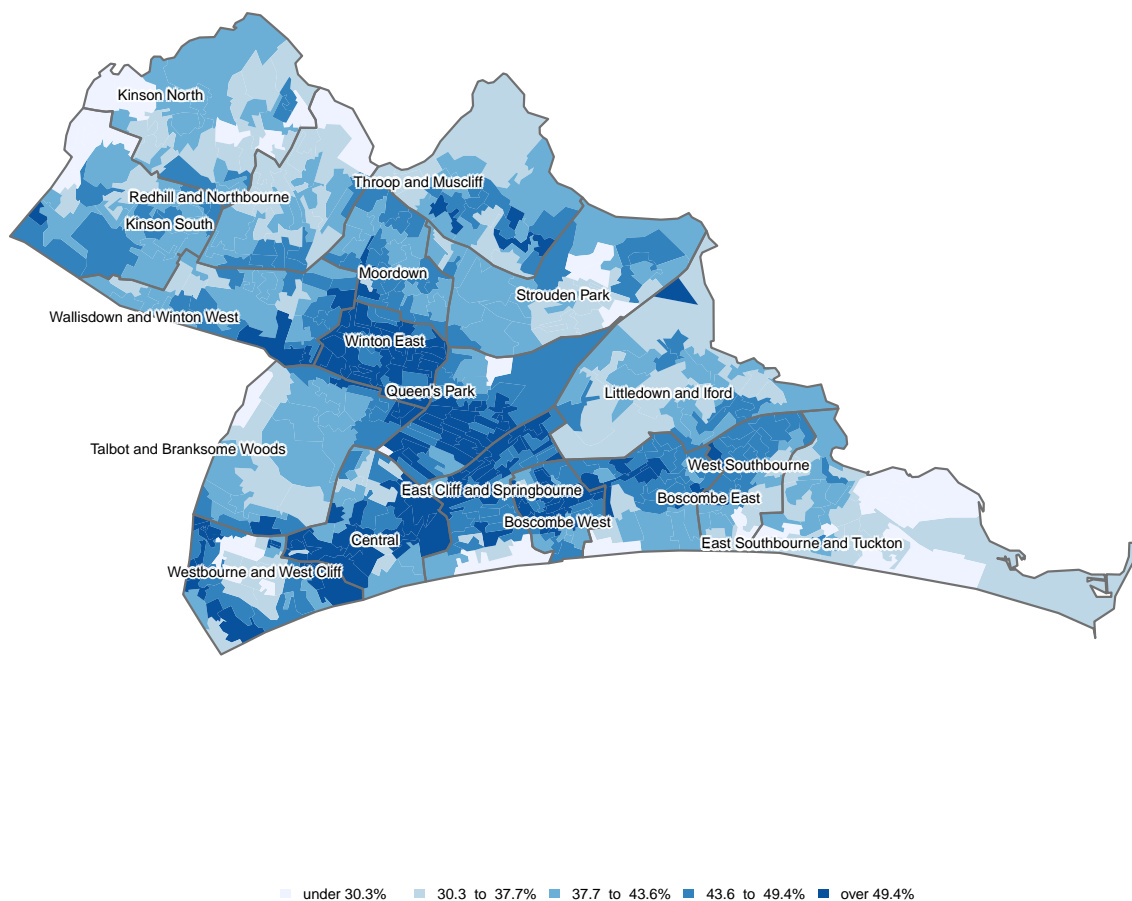 Kinson North
Throop and Muscliff
Redhill and Northbourne
Kinson South
Moordown
Strouden Park
Wallisdown and Winton West
Winton East
Queen's Park
Littledown and Iford
Talbot and Branksome Woods
West Southbourne
East Cliff and Springbourne
Boscombe East
Boscombe West
Central
East Southbourne and Tuckton
Westbourne and West Cliff
under 30.3% 30.3 to 37.7% 37.7 to 43.6% 43.6 to 49.4% over 49.4%